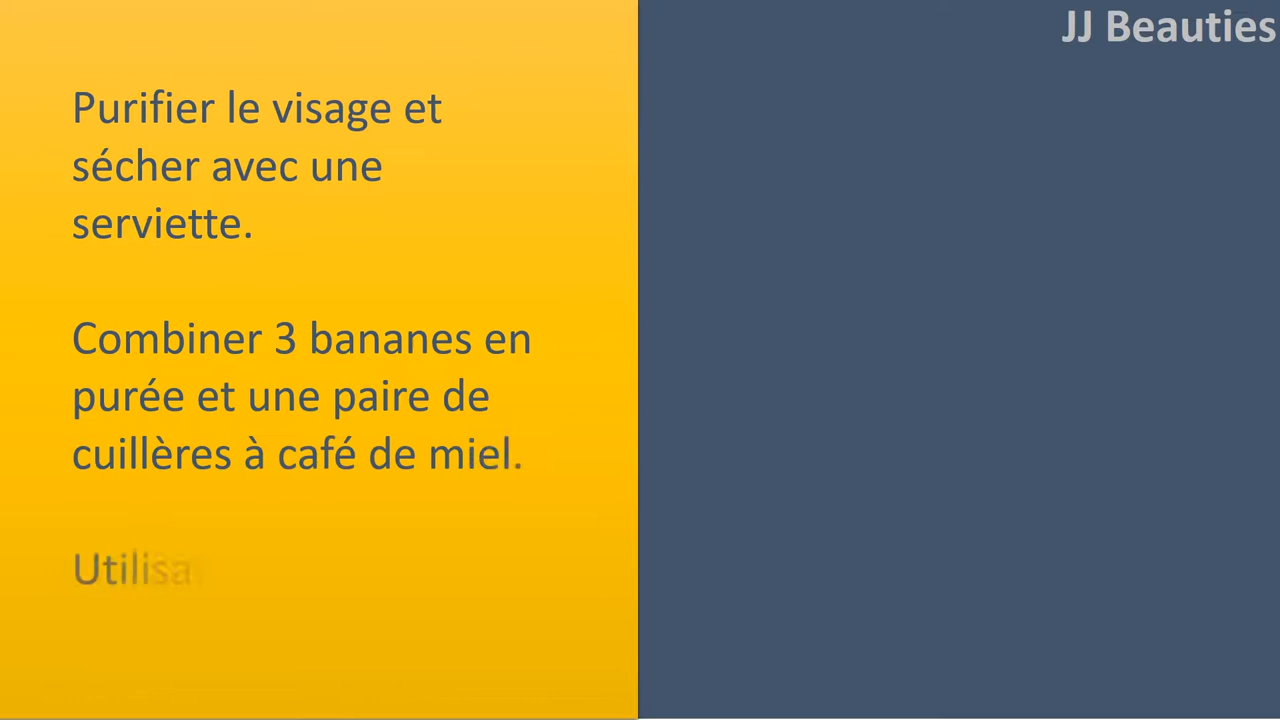 JJ Beauties
Purifier le visage et
sécher avec une
serviette.
Combiner 3 bananes en
purée et une paire de
cuillères à café de miel.